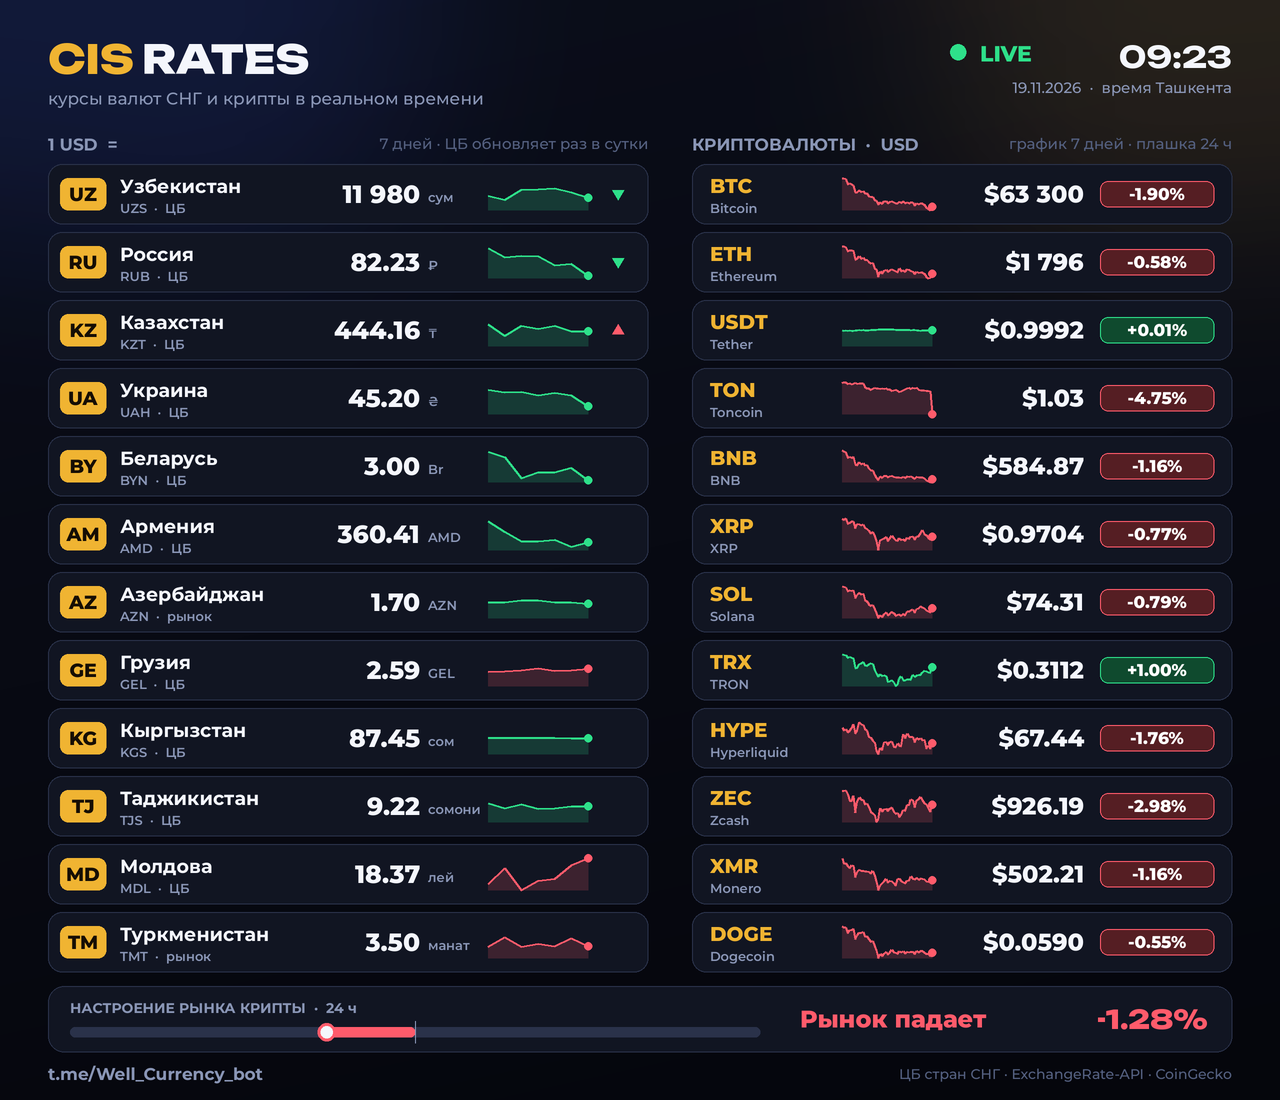 CIS RATES
курсы валют СНГ и крипты в реальном времени
LIVE
09:23
19.11.2026 · время Ташкента
1 USD =
7 дней · ЦБ обновляет раз в сутки
UZ Узбекистан 11 980 сум
UZS · ЦБ
RU Россия 82.23 ₽
RUB · ЦБ
KZ Казахстан 444.16 ₸
KZT · ЦБ
UA Украина 45.20 ₴
UAH · ЦБ
BY Беларусь 3.00 Br
BYN · ЦБ
AM Армения 360.41 AMD
AMD · ЦБ
AZ Азербайджан 1.70 AZN
AZN · рынок
GE Грузия 2.59 GEL
GEL · ЦБ
KG Кыргызстан 87.45 сом
KGS · ЦБ
TJ Таджикистан 9.22 сомони
TJS · ЦБ
MD Молдова 18.37 лей
MDL · ЦБ
TM Туркменистан 3.50 манат
TMT · рынок
КРИПТОВАЛЮТЫ · USD
график 7 дней · плашка 24 ч
BTC $63 300 -1.90%
Bitcoin
ETH $1 796 -0.58%
Ethereum
USDT $0.9992 +0.01%
Tether
TON $1.03 -4.75%
Toncoin
BNB $584.87 -1.16%
BNB
XRP $0.9704 -0.77%
XRP
SOL $74.31 -0.79%
Solana
TRX $0.3112 +1.00%
TRON
HYPE $67.44 -1.76%
Hyperliquid
ZEC $926.19 -2.98%
Zcash
XMR $502.21 -1.16%
Monero
DOGE $0.0590 -0.55%
Dogecoin
НАСТРОЕНИЕ РЫНКА КРИПТЫ · 24 ч
Рынок падает -1.28%
t.me/Well_Currency_bot
ЦБ стран СНГ · ExchangeRate-API · CoinGecko